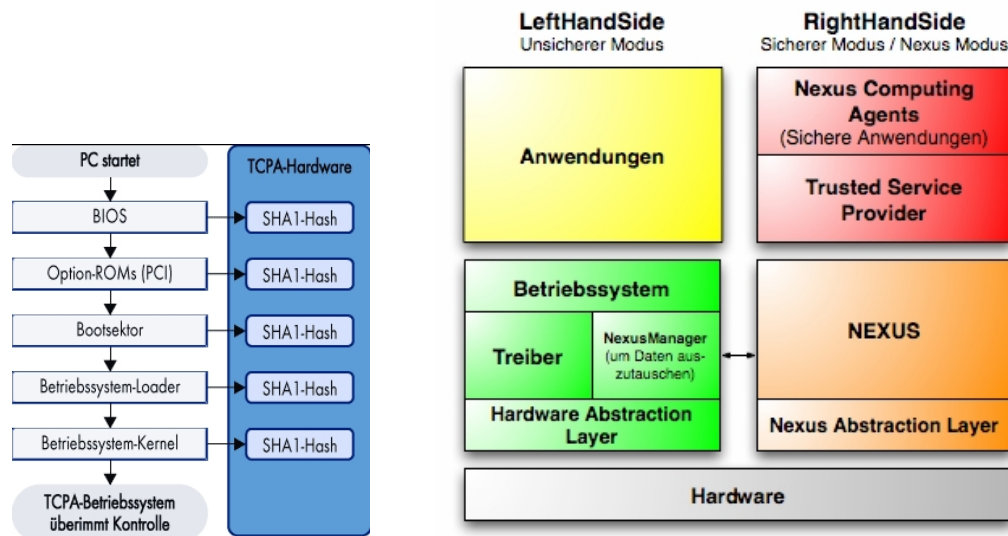 PC startet
TCPA-Hardware
BIOS
SHA1-Hash
Option-ROMs (PCI)
SHA1-Hash
Bootsektor
SHA1-Hash
Betriebssystem-Loader
SHA1-Hash
Betriebssystem-Kernel
SHA1-Hash
TCPA-Betriebssystem
überimmt Kontrolle
LeftHandSide
Unsicherer Modus
RightHandSide
Sicherer Modus / Nexus Modus
Anwendungen
Nexus Computing
Agents
(Sichere Anwendungen)
Trusted Service
Provider
Betriebssystem
Treiber
NexusManager
(um Daten aus-
zutauschen)
Hardware Abstraction
Layer
NEXUS
Nexus Abstraction Layer
Hardware